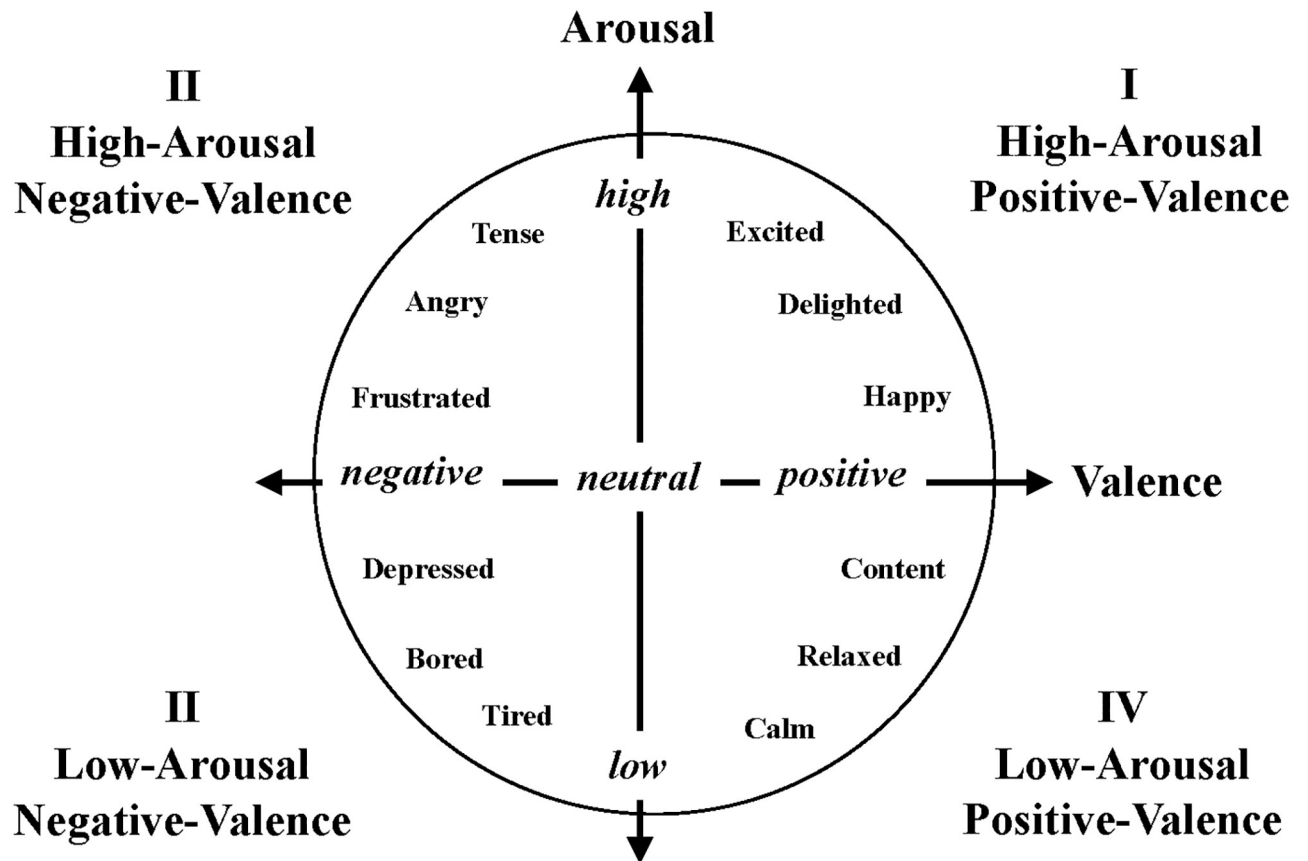 Arousal
II
High-Arousal
Negative-Valence
I
High-Arousal
Positive-Valence
high
Tense
Excited
Angry
Delighted
Frustrated
Happy
negative
neutral
positive
Valence
Depressed
Content
Bored
Relaxed
Tired
Calm
low
II
Low-Arousal
Negative-Valence
IV
Low-Arousal
Positive-Valence